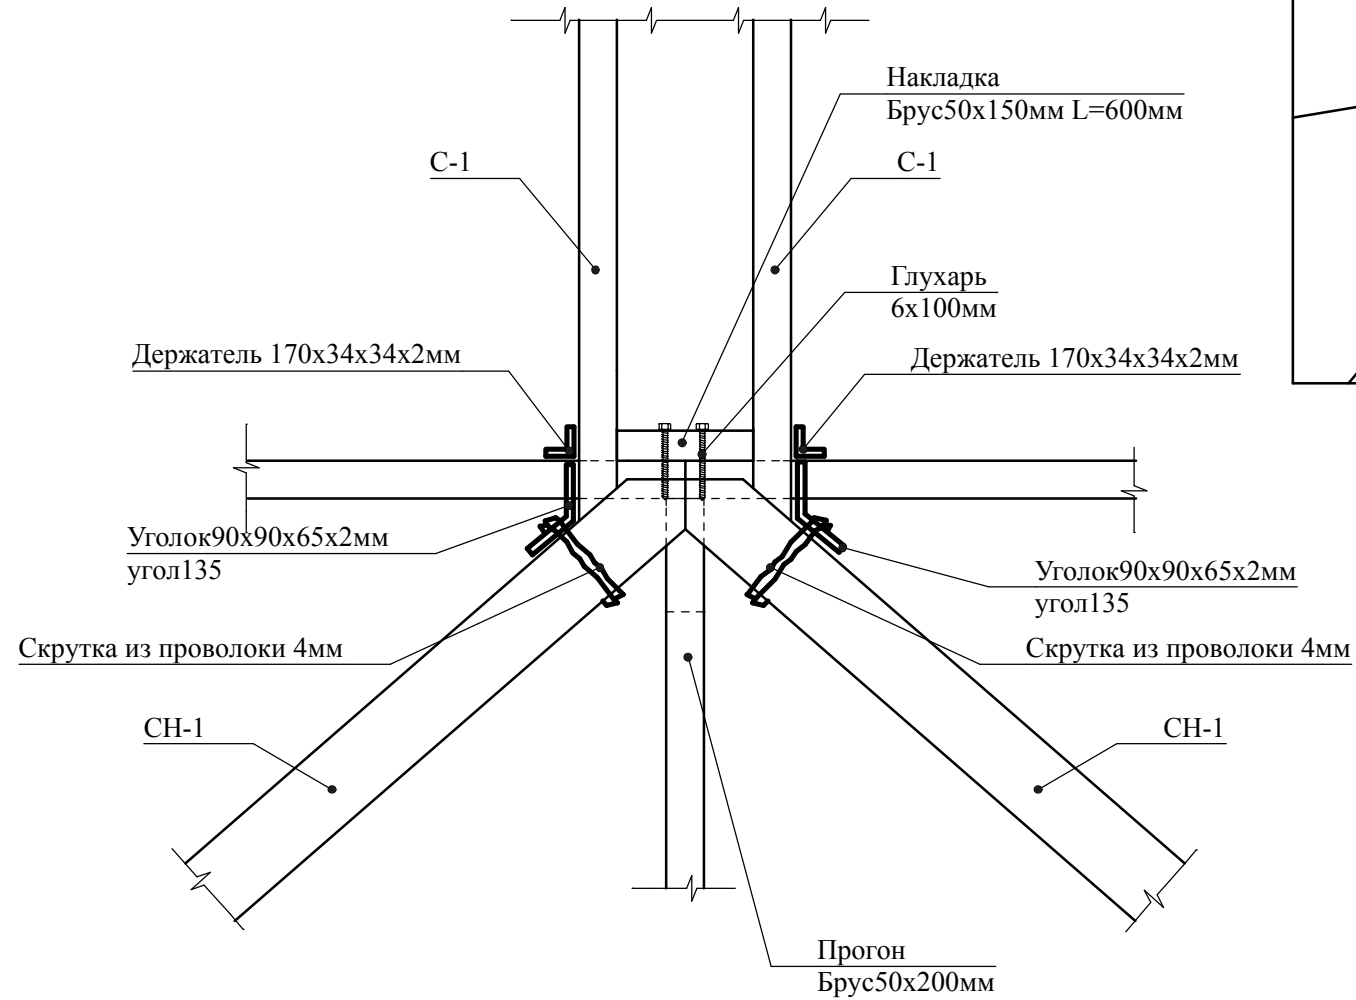 Накладка
Брус50х150мм L=600мм
С-1
С-1
Глухарь
6х100мм
Держатель 170х34х34х2мм
Держатель 170х34х34х2мм
Уголок90х90х65х2мм
угол135
Уголок90х90х65х2мм
угол135
Скрутка из проволоки 4мм
Скрутка из проволоки 4мм
СН-1
СН-1
Прогон
Брус50х200мм